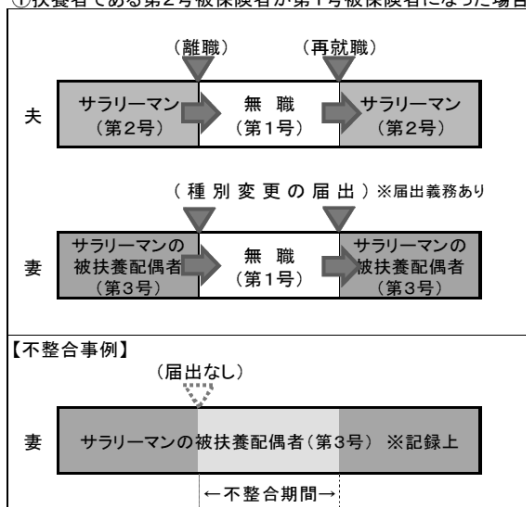 ①扶養者である第2号被保険者が第1号被保険者になった場合
(離職) (再就職)
夫
サラリーマン
(第2号)
無 職
(第1号)
サラリーマン
(第2号)
(種 別 変 更 の 届 出)※届出義務あり
妻
サラリーマンの
被扶養配偶者
(第3号)
無 職
(第1号)
サラリーマンの
被扶養配偶者
(第3号)
【不整合事例】
(届出なし)
妻
サラリーマンの被扶養配偶者(第3号) ※記録上
←不整合期間→